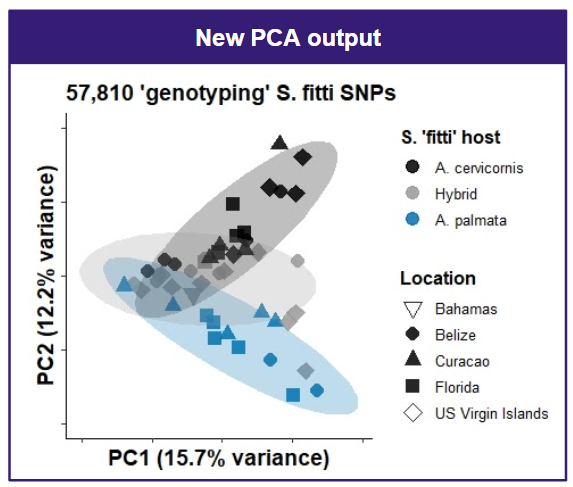 New PCA output
57,810 'genotyping' S. fitti SNPs
PC2 (12.2% variance)
PC1 (15.7% variance)
S. 'fitti' host
A. cervicornis
Hybrid
A. palmata
Location
Bahamas
Belize
Curacao
Florida
US Virgin Islands